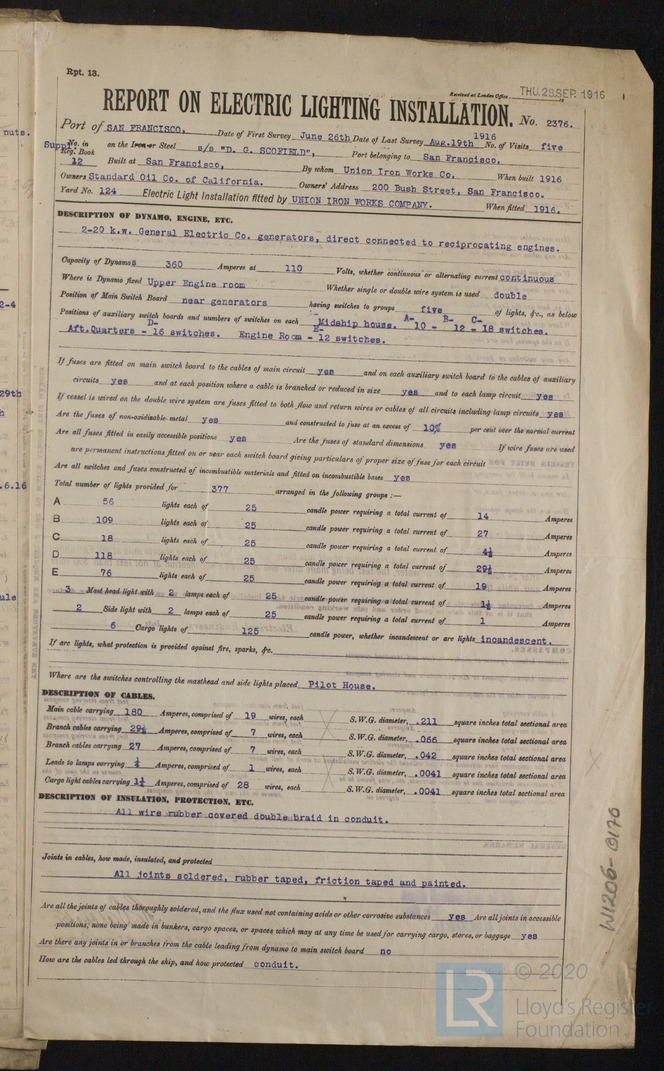 Rpt. 13.
Received at London Office THU. 28 SEP. 1916
REPORT ON ELECTRIC LIGHTING INSTALLATION. No. 2376.
Port of SAN FRANCISCO, Date of First Survey June 26th Date of Last Survey Aug.19th 1916 No. of Visits five
Suppl. No. in Reg. Book 12 on the Iron or Steel s/s "D. G. SCOFIELD", Port belonging to San Francisco.
Built at San Francisco, By whom Union Iron Works Co. When built 1916
Owners Standard Oil Co. of California. Owners' Address 200 Bush Street, San Francisco.
Yard No. 124 Electric Light Installation fitted by UNION IRON WORKS COMPANY. When fitted 1916.
DESCRIPTION OF DYNAMO, ENGINE, ETC.
2-20 k.w. General Electric Co. generators, direct connected to reciprocating engines.
Capacity of Dynamos 360 Amperes at 110 Volts, whether continuous or alternating current continuous
Where is Dynamo fixed Upper Engine room Whether single or double wire system is used double
Position of Main Switch Board near generators having switches to groups five of lights, &c., as below
Positions of auxiliary switch boards and numbers of switches on each Midship house. A- 10 - B- 12 - C- 18 switches.
Aft.Quarters D- 16 switches. Engine Room E- 12 switches.
If fuses are fitted on main switch board to the cables of main circuit yes and on each auxiliary switch board to the cables of auxiliary
circuits yes and at each position where a cable is branched or reduced in size yes and to each lamp circuit yes
If vessel is wired on the double wire system are fuses fitted to both flow and return wires or cables of all circuits including lamp circuits yes
Are the fuses of non-oxidizable metal yes and constructed to fuse at an excess of 10% per cent over the normal current
Are all fuses fitted in easily accessible positions yes Are the fuses of standard dimensions yes If wire fuses are used
are permanent instructions fitted on or near each switch board giving particulars of proper size of fuse for each circuit
Are all switches and fuses constructed of incombustible materials and fitted on incombustible bases yes
Total number of lights provided for 377 arranged in the following groups :—
A 56 lights each of 25 candle power requiring a total current of 14 Amperes
B 109 lights each of 25 candle power requiring a total current of 27 Amperes
C 18 lights each of 25 candle power requiring a total current of 4½ Amperes
D 118 lights each of 25 candle power requiring a total current of 29½ Amperes
E 76 lights each of 25 candle power requiring a total current of 19 Amperes
3 Mast head light with 2 lamps each of 25 candle power requiring a total current of 1½ Amperes
2 Side light with 2 lamps each of 25 candle power requiring a total current of 1 Amperes
6 Cargo lights of 125 candle power, whether incandescent or arc lights incandescent.
If arc lights, what protection is provided against fire, sparks, &c.
Where are the switches controlling the masthead and side lights placed Pilot House.
DESCRIPTION OF CABLES.
Main cable carrying 180 Amperes, comprised of 19 wires, each S.W.G. diameter, .211 square inches total sectional area
Branch cables carrying 29½ Amperes, comprised of 7 wires, each S.W.G. diameter, .066 square inches total sectional area
Branch cables carrying 27 Amperes, comprised of 7 wires, each S.W.G. diameter, .042 square inches total sectional area
Leads to lamps carrying Amperes, comprised of 1 wires, each S.W.G. diameter, .0041 square inches total sectional area
Cargo light cables carrying Amperes, comprised of 28 wires, each S.W.G. diameter, .0041 square inches total sectional area
DESCRIPTION OF INSULATION, PROTECTION, ETC.
All wire rubber covered double braid in conduit.
Joints in cables, how made, insulated, and protected
All joints soldered, rubber taped, friction taped and painted.
Are all the joints of cables thoroughly soldered, and the flux used not containing acids or other corrosive substances yes Are all joints in accessible
positions, none being made in bunkers, cargo spaces, or spaces which may at any time be used for carrying cargo, stores, or baggage yes
Are there any joints in or branches from the cable leading from dynamo to main switch board no
How are the cables led through the ship, and how protected conduit.
W1206-0170
nuts.
2-4
29th
h
.6.16
ule
LR
© 2020
Lloyd's Register
Foundation